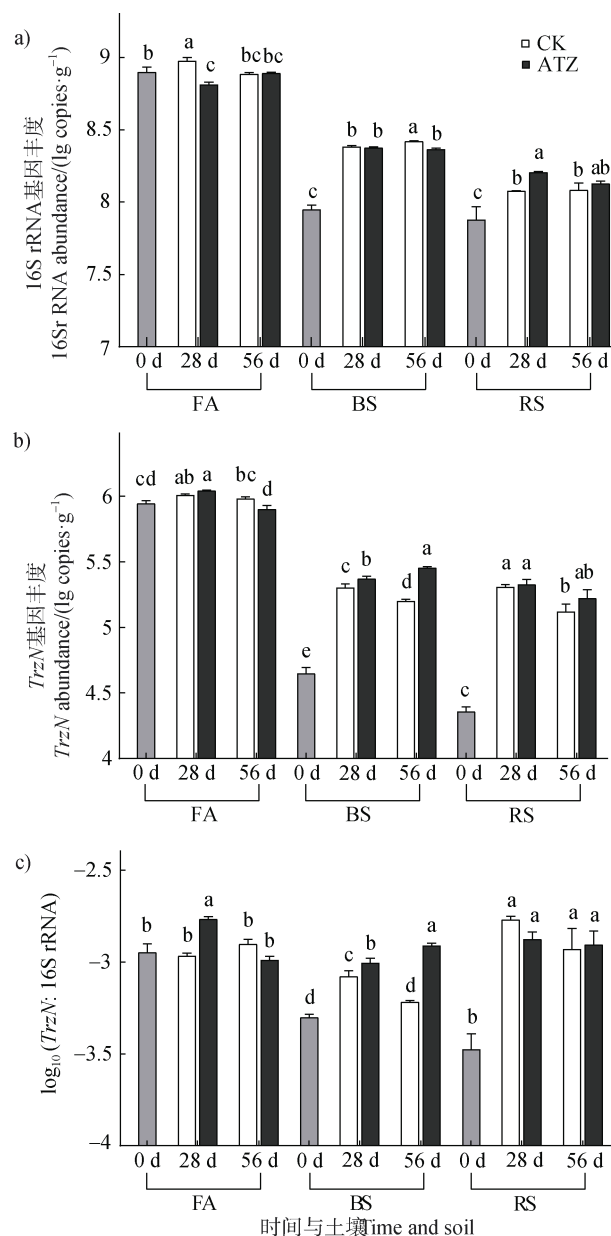 a)
CK
ATZ
16S rRNA基因丰度
16Sr RNA abundance/(lg copies·g⁻¹)
9
8.5
8
7.5
7
b a c bc bc
c b b a b
c b a b ab
0 d 28 d 56 d 0 d 28 d 56 d 0 d 28 d 56 d
FA BS RS
b)
TrzN基因丰度
TrzN abundance/(lg copies·g⁻¹)
6
5.5
5
4.5
4
cd ab a bc d
e c b d a
c a a b ab
0 d 28 d 56 d 0 d 28 d 56 d 0 d 28 d 56 d
FA BS RS
c)
log₁₀ (TrzN: 16S rRNA)
−2.5
−3
−3.5
−4
b b a b b
d c b d a
b a a a a
0 d 28 d 56 d 0 d 28 d 56 d 0 d 28 d 56 d
FA BS RS
时间与土壤Time and soil